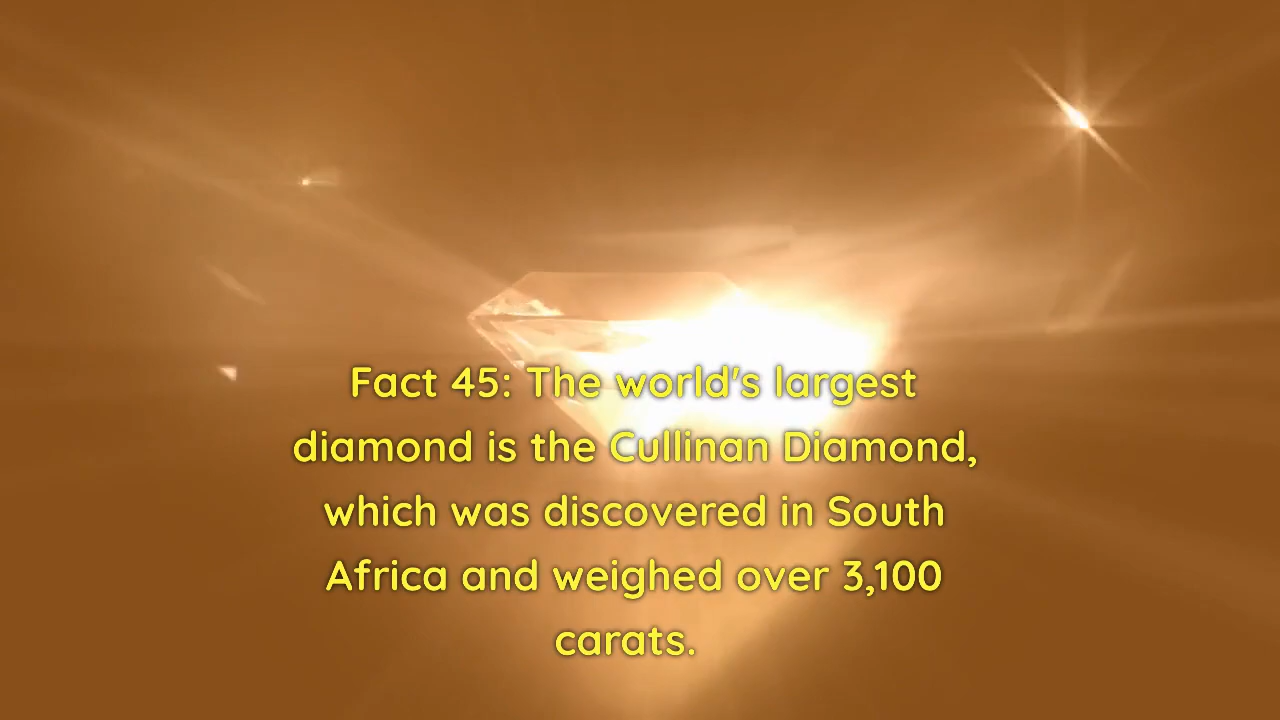 Fact 45: The world's largest
diamond is the Cullinan Diamond,
which was discovered in South
Africa and weighed over 3,100
carats.